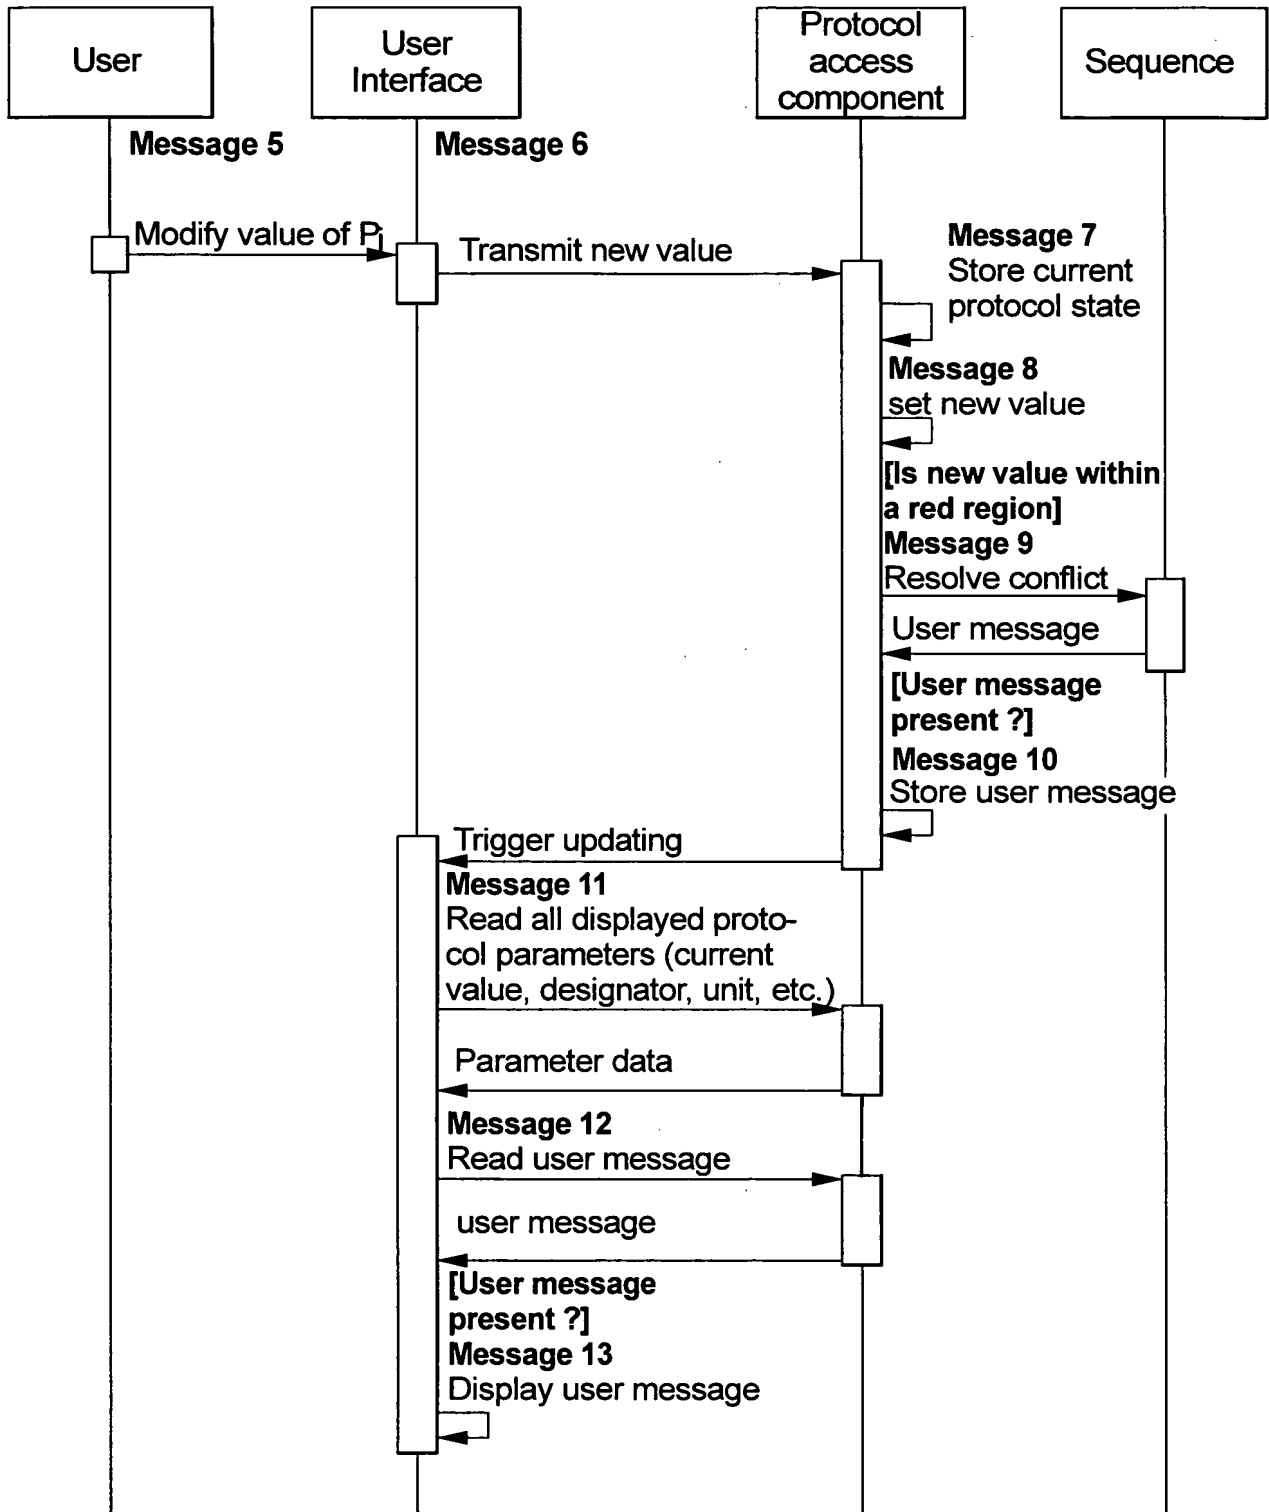 User
User
Interface
Protocol
access
component
Sequence
Message 5
Message 6
Modify value of Pj
Transmit new value
Message 7
Store current
protocol state
Message 8
set new value
[Is new value within
a red region]
Message 9
Resolve conflict
User message
[User message
present ?]
Message 10
Store user message
Trigger updating
Message 11
Read all displayed proto-
col parameters (current
value, designator, unit, etc.)
Parameter data
Message 12
Read user message
user message
[User message
present ?]
Message 13
Display user message